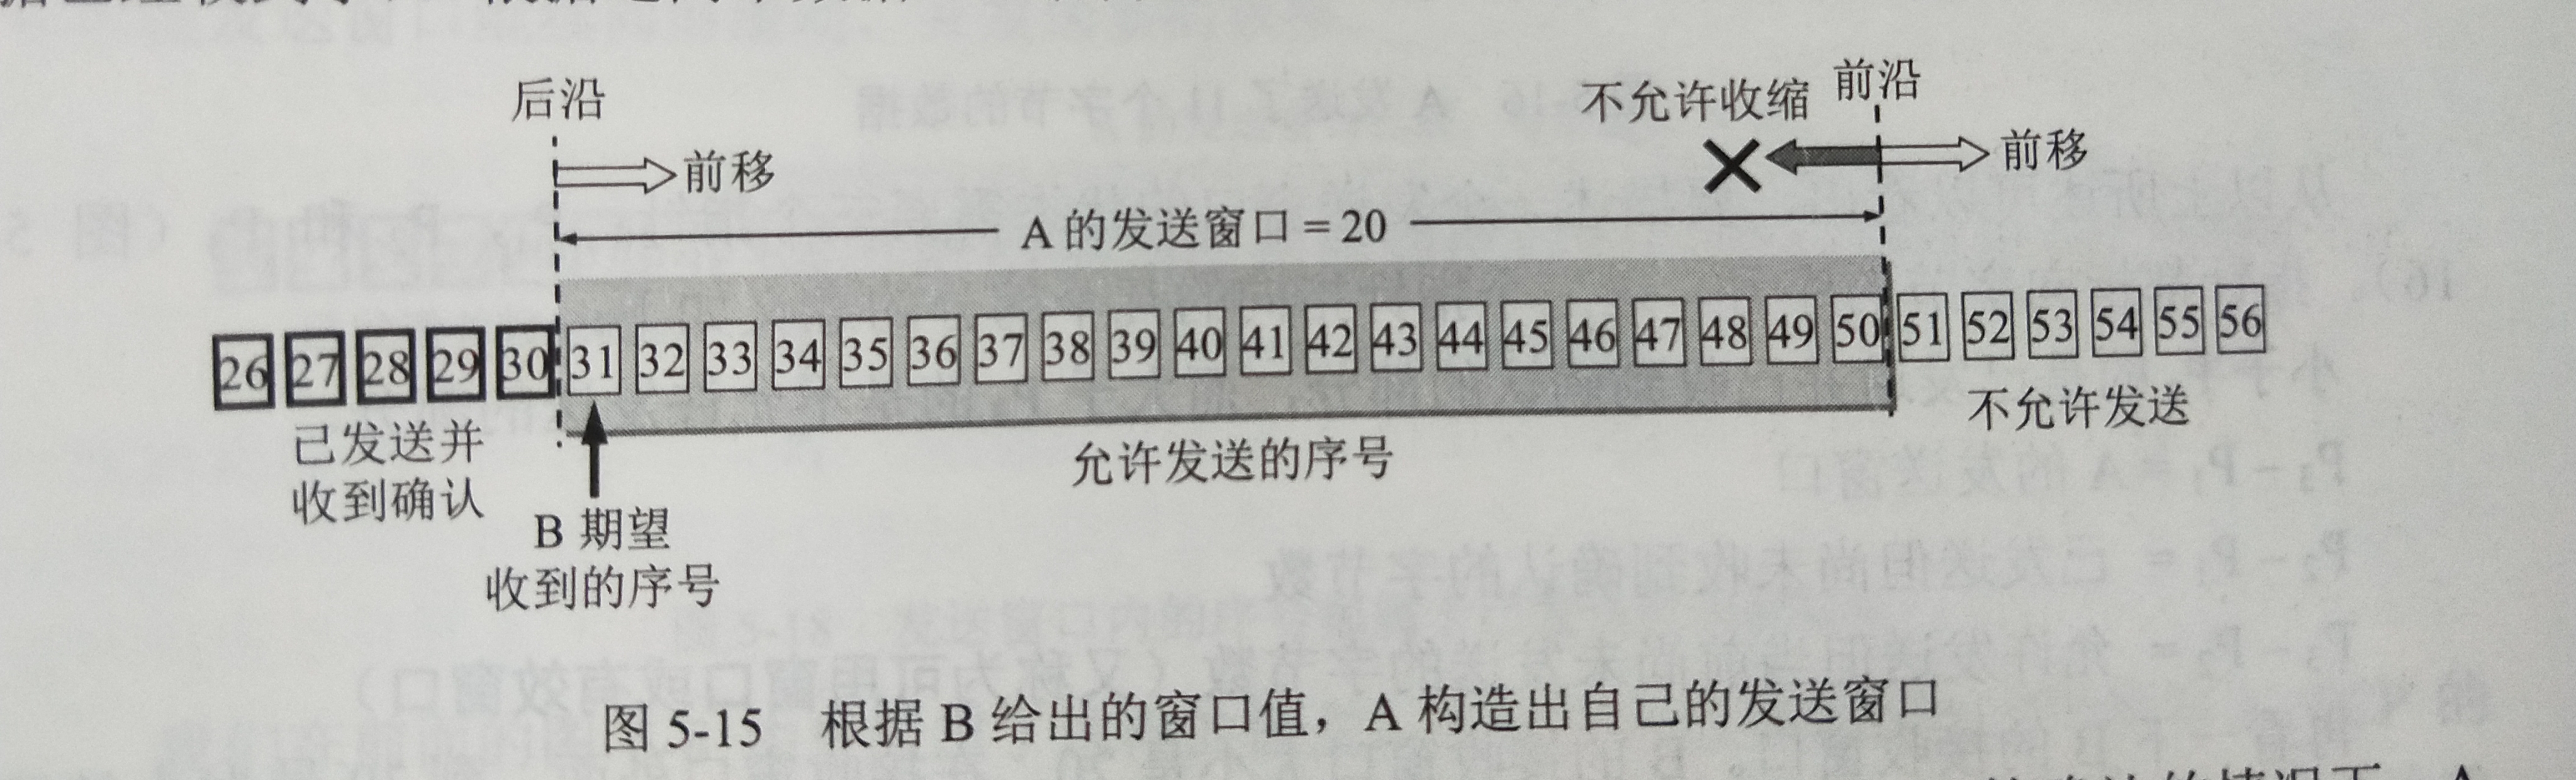 后沿
不允许收缩 前沿
前移
前移
A 的发送窗口 = 20
26 27 28 29 30 31 32 33 34 35 36 37 38 39 40 41 42 43 44 45 46 47 48 49 50 51 52 53 54 55 56
已发送并
收到确认
允许发送的序号
不允许发送
B 期望
收到的序号
图 5-15 根据 B 给出的窗口值，A 构造出自己的发送窗口